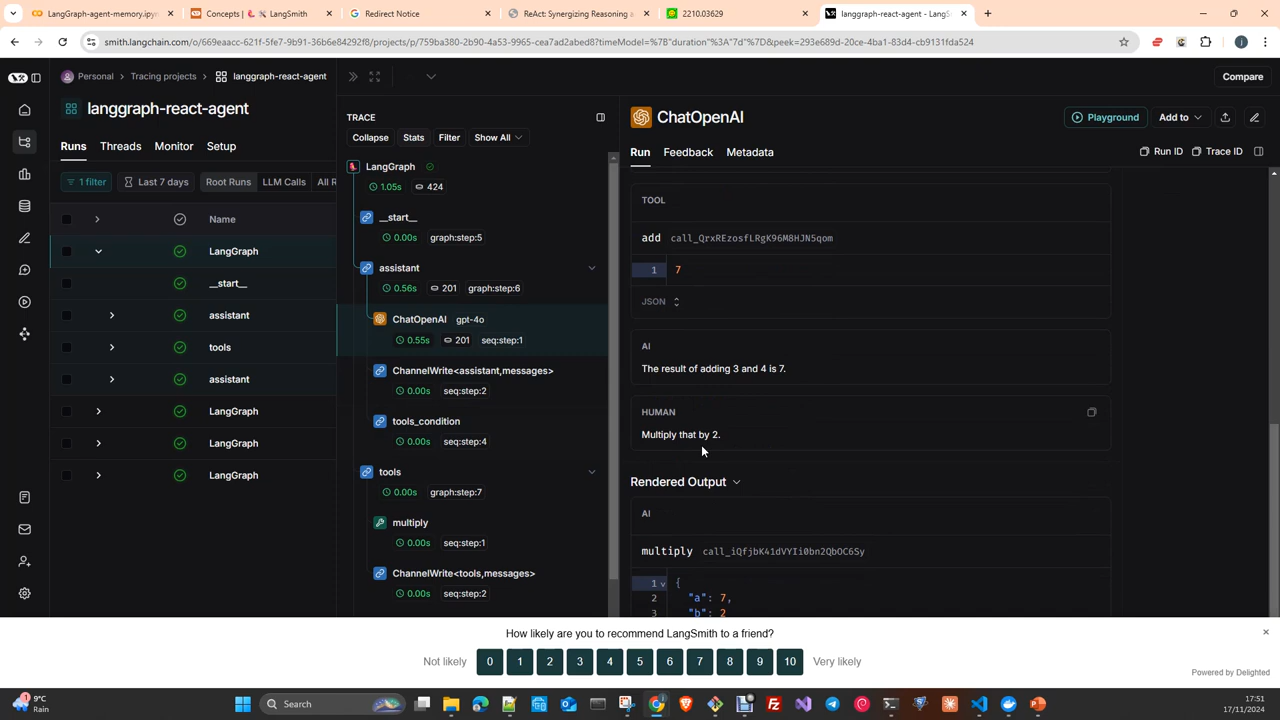 LangGraph-agent-memory.ipyn
Concepts | 🦜🛠️ LangSmith
Redirect Notice
ReAct: Synergizing Reasoning a
2210.03629
langgraph-react-agent - LangS
smith.langchain.com/o/669eaacc-621f-5fe7-9b91-36b6e84292f8/projects/p/759ba380-2b90-4a53-9965-cea7ad2abed8?timeModel=%7B"duration"%3A"7d"%7D&peek=293e689d-20ce-4ba1-83d4-cb9131fda524
Personal > Tracing projects > langgraph-react-agent
langgraph-react-agent
Runs Threads Monitor Setup
1 filter Last 7 days Root Runs LLM Calls All R
Name
LangGraph
__start__
assistant
tools
assistant
LangGraph
LangGraph
LangGraph
TRACE
Collapse Stats Filter Show All
LangGraph
1.05s 424
__start__
0.00s graph:step:5
assistant
0.56s 201 graph:step:6
ChatOpenAI gpt-4o
0.55s 201 seq:step:1
ChannelWrite<assistant,messages>
0.00s seq:step:2
tools_condition
0.00s seq:step:4
tools
0.00s graph:step:7
multiply
0.00s seq:step:1
ChannelWrite<tools,messages>
0.00s seq:step:2
Compare
ChatOpenAI
Playground Add to
Run Feedback Metadata
Run ID Trace ID
TOOL
add call_QrxREzosfLRgK96M8HJN5qom
1 7
JSON
AI
The result of adding 3 and 4 is 7.
HUMAN
Multiply that by 2.
Rendered Output
AI
multiply call_iQfjbK41dVYIi0bn2QbOC6Sy
1 {
2 "a": 7,
3 "b": 2
How likely are you to recommend LangSmith to a friend?
Not likely 0 1 2 3 4 5 6 7 8 9 10 Very likely
Powered by Delighted
9°C
Rain
Search
17:51
17/11/2024